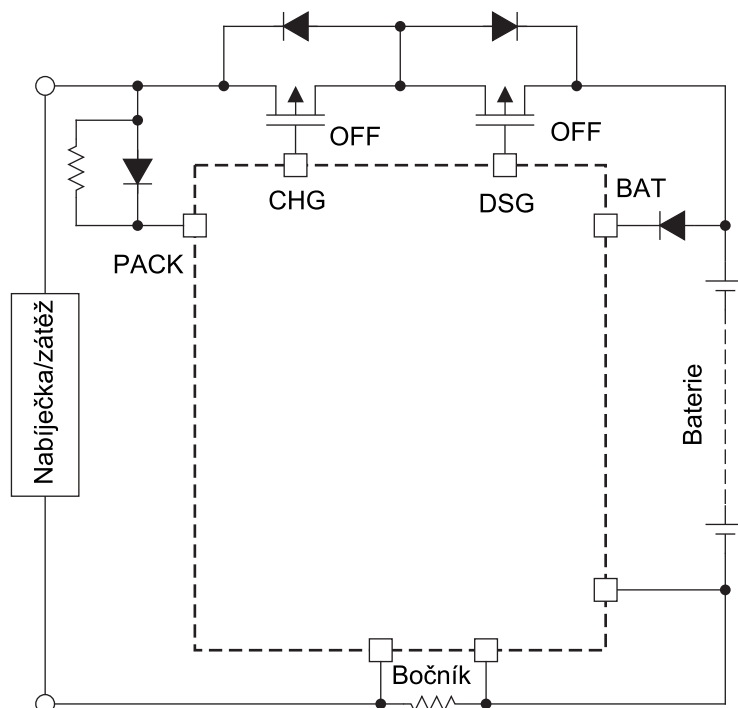 OFF
OFF
CHG
DSG
BAT
PACK
Nabíječka/zátěž
Baterie
Bočník